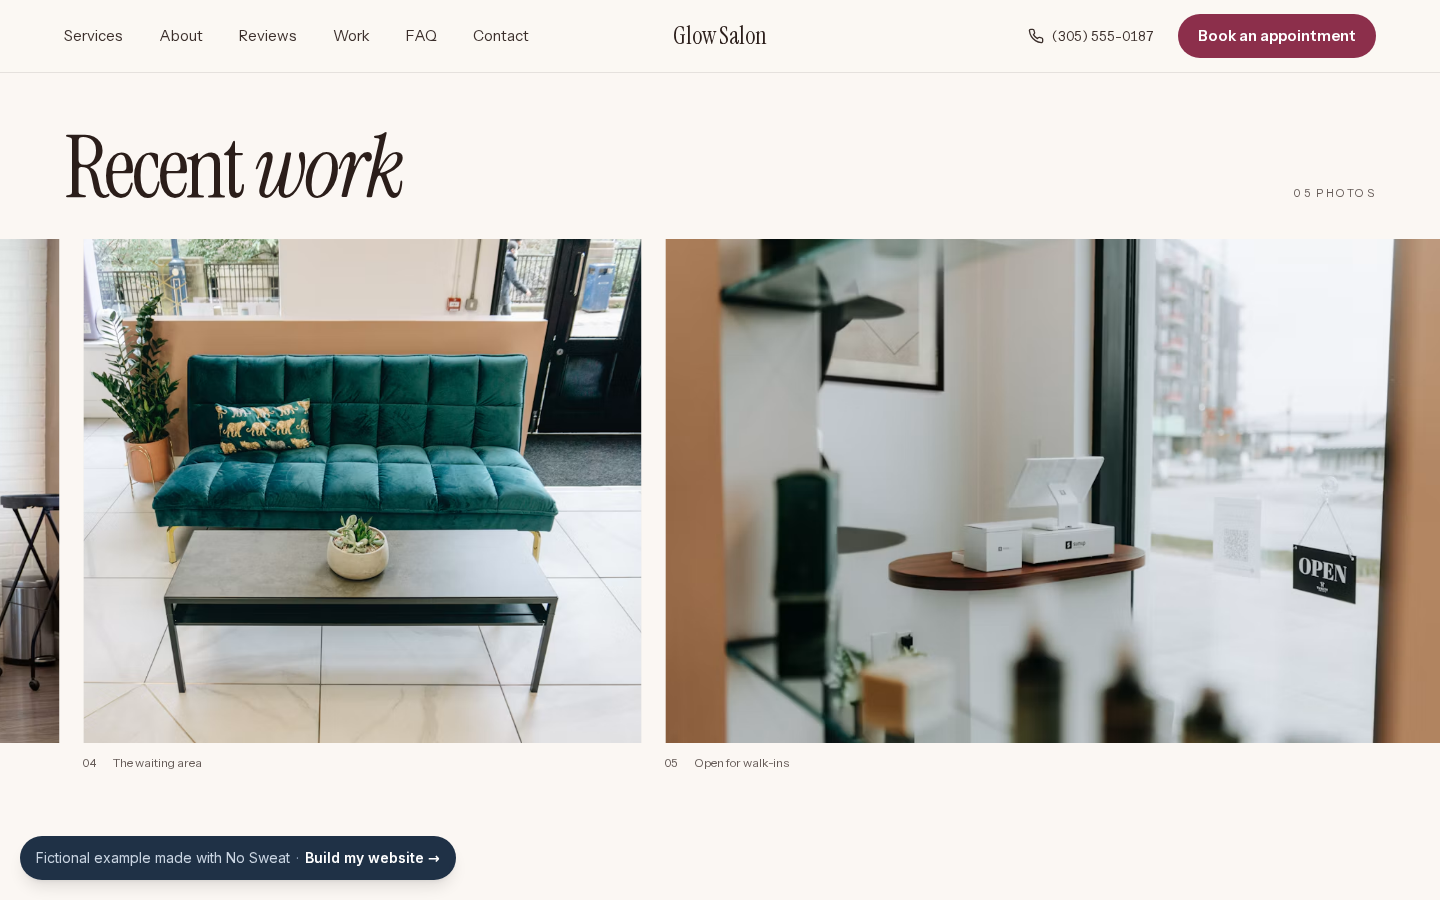 Services About Reviews Work FAQ Contact Glow Salon (305) 555-0187 Book an appointment
Recent work
05 PHOTOS
OPEN
04 The waiting area
05 Open for walk-ins
Fictional example made with No Sweat · Build my website →